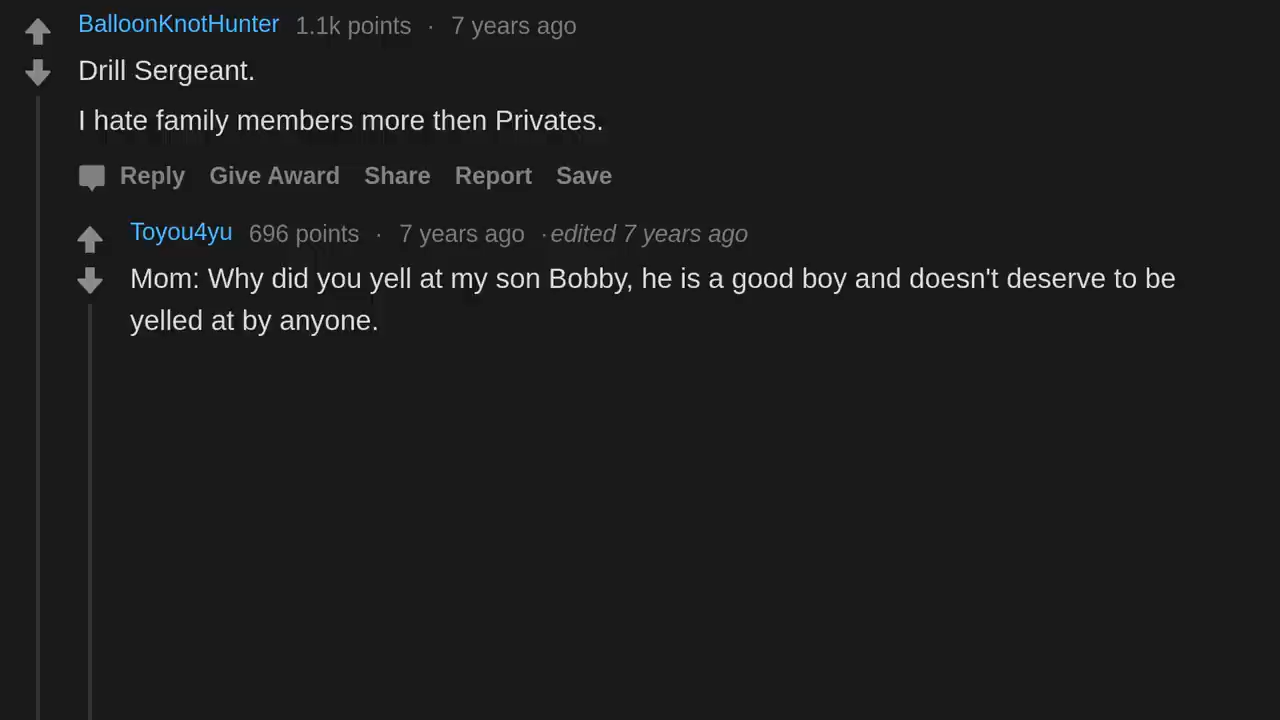 BalloonKnotHunter 1.1k points · 7 years ago
Drill Sergeant.
I hate family members more then Privates.
Reply Give Award Share Report Save
Toyou4yu 696 points · 7 years ago · edited 7 years ago
Mom: Why did you yell at my son Bobby, he is a good boy and doesn't deserve to be
yelled at by anyone.